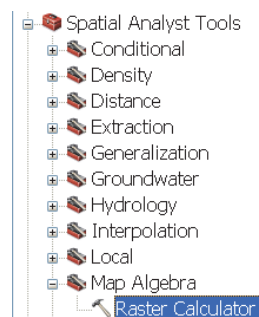 Spatial Analyst Tools
Conditional
Density
Distance
Extraction
Generalization
Groundwater
Hydrology
Interpolation
Local
Map Algebra
Raster Calculator